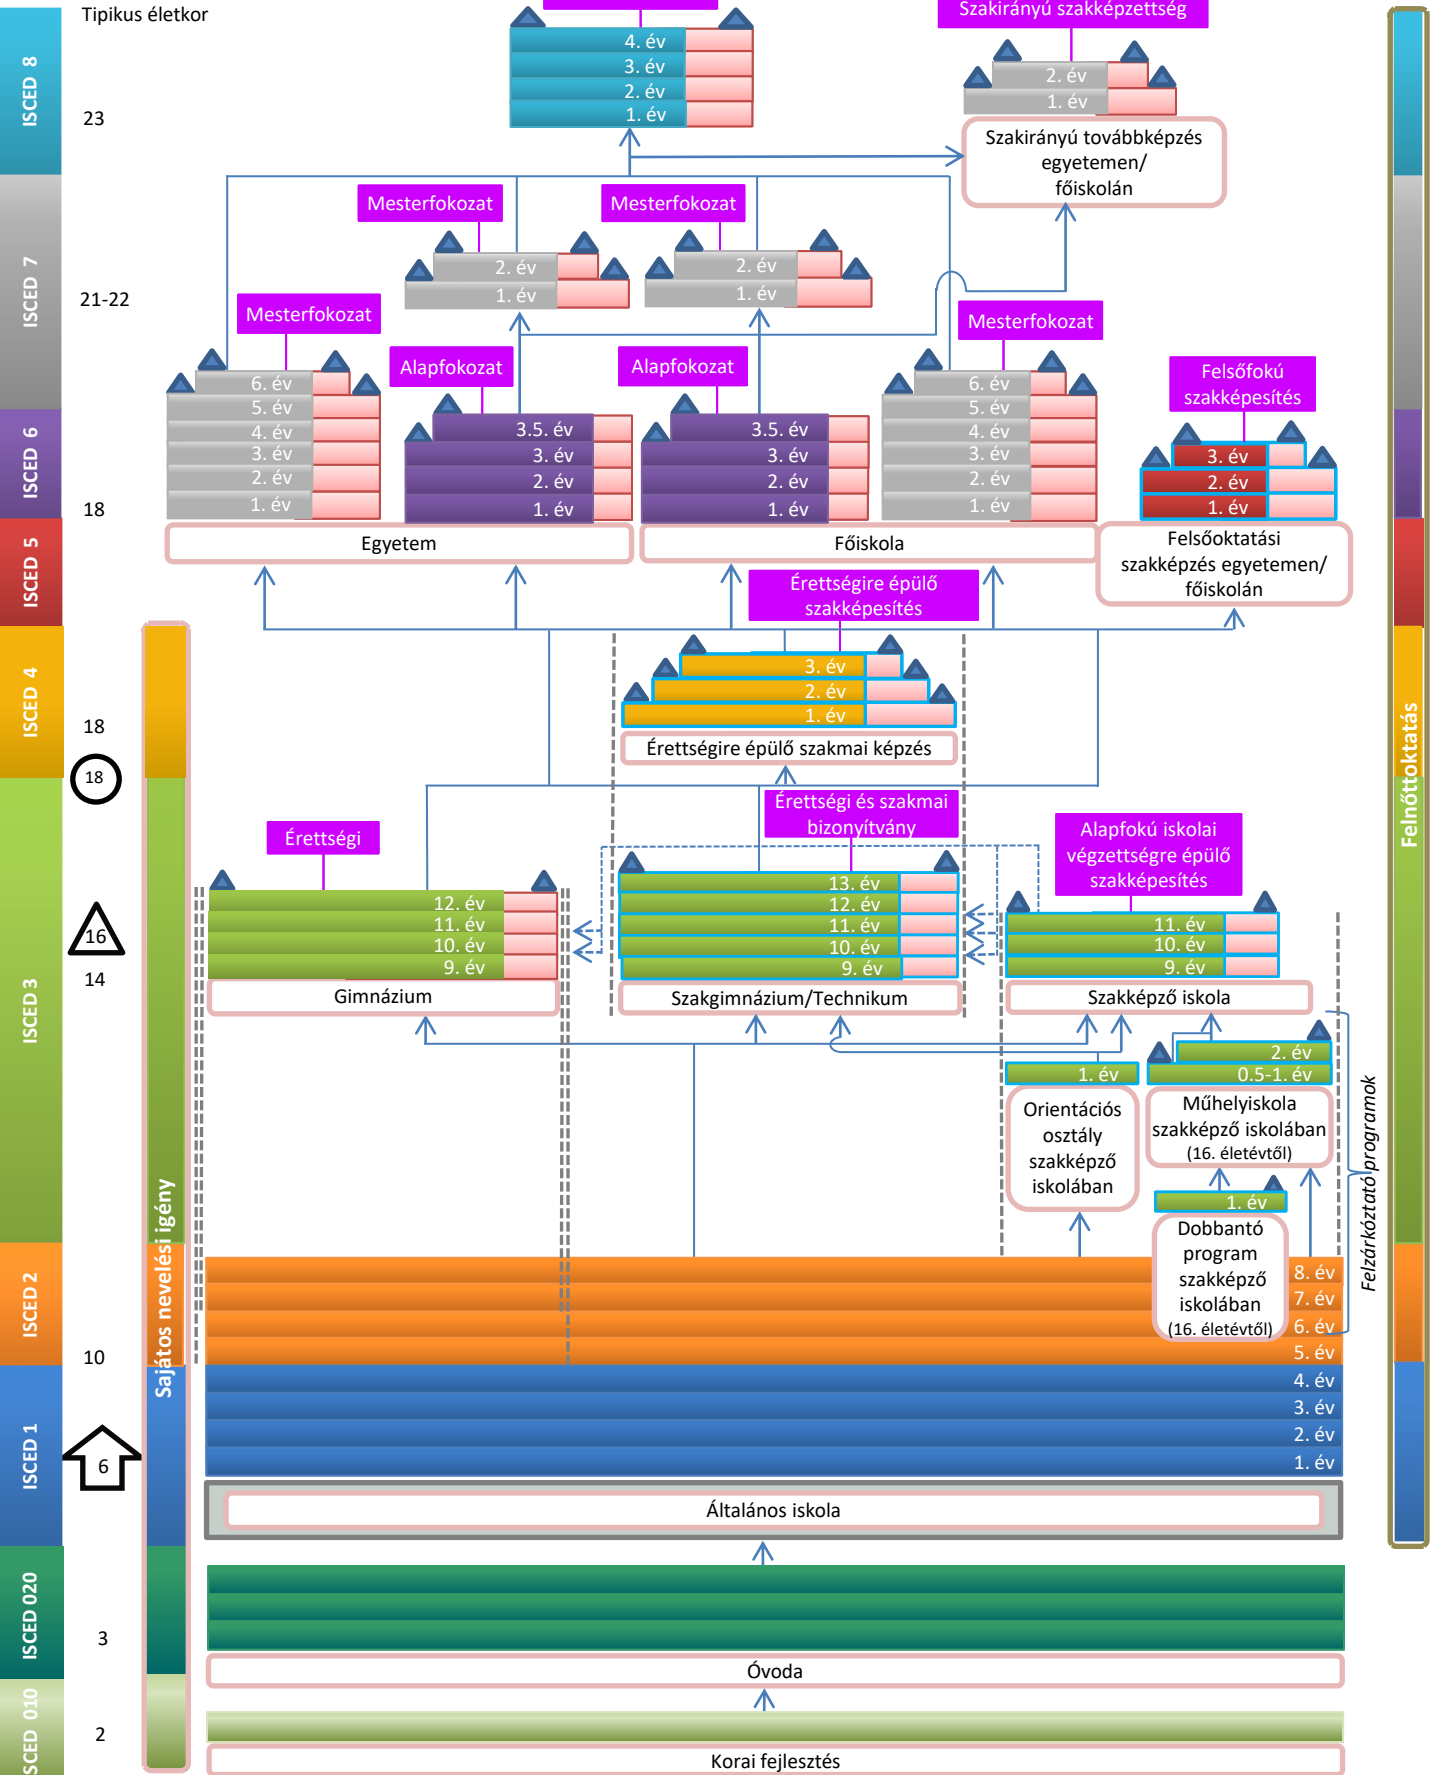 Tipikus életkor
Szakirányú szakképzettség
ISCED 8
23
4. év
3. év
2. év
1. év
2. év
1. év
Szakirányú továbbképzés
egyetemen/
főiskolán
ISCED 7
21-22
Mesterfokozat
Mesterfokozat
2. év
1. év
2. év
1. év
Mesterfokozat
Mesterfokozat
Alapfokozat
Alapfokozat
Felsőfokú
szakképesítés
ISCED 6
18
6. év
5. év
4. év
3. év
2. év
1. év
3.5. év
3. év
2. év
1. év
3.5. év
3. év
2. év
1. év
6. év
5. év
4. év
3. év
2. év
1. év
3. év
2. év
1. év
Egyetem
Főiskola
Felsőoktatási
szakképzés egyetemen/
főiskolán
ISCED 5
Érettségire épülő
szakképesítés
ISCED 4
18
18
3. év
2. év
1. év
Érettségire épülő szakmai képzés
Felnőttoktatás
Érettségi
Érettségi és szakmai
bizonyítvány
Alapfokú iskolai
végzettségre épülő
szakképesítés
ISCED 3
16
14
12. év
11. év
10. év
9. év
13. év
12. év
11. év
10. év
9. év
11. év
10. év
9. év
Gimnázium
Szakgimnázium/Technikum
Szakképző iskola
1. év
Orientációs
osztály
szakképző
iskolában
2. év
0.5-1. év
Műhelyiskola
szakképző iskolában
(16. életévtől)
1. év
Dobbantó
program
szakképző
iskolában
(16. életévtől)
Felzárkóztató programok
Sajátos nevelési igény
ISCED 2
10
8. év
7. év
6. év
5. év
ISCED 1
6
4. év
3. év
2. év
1. év
Általános iskola
ISCED 020
3
Óvoda
SCED 010
2
Korai fejlesztés